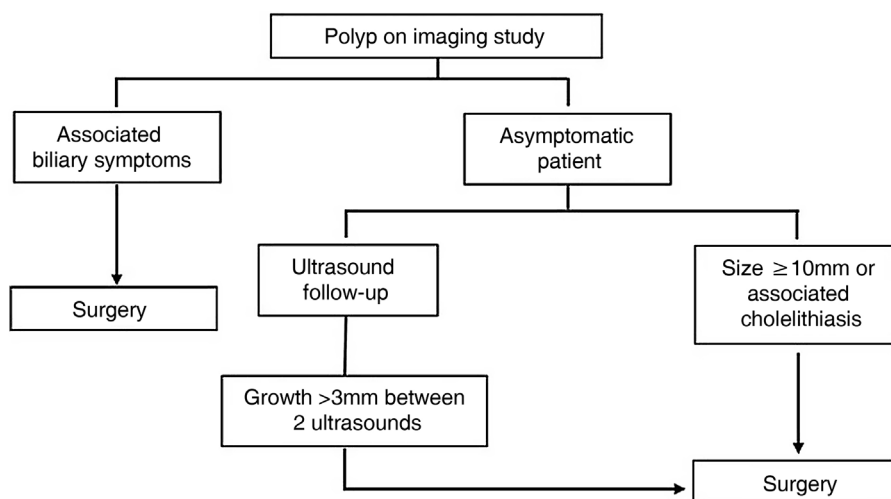 Polyp on imaging study
Associated
biliary symptoms
Asymptomatic
patient
Surgery
Ultrasound
follow-up
Size ≥10mm or
associated
cholelithiasis
Growth >3mm between
2 ultrasounds
Surgery